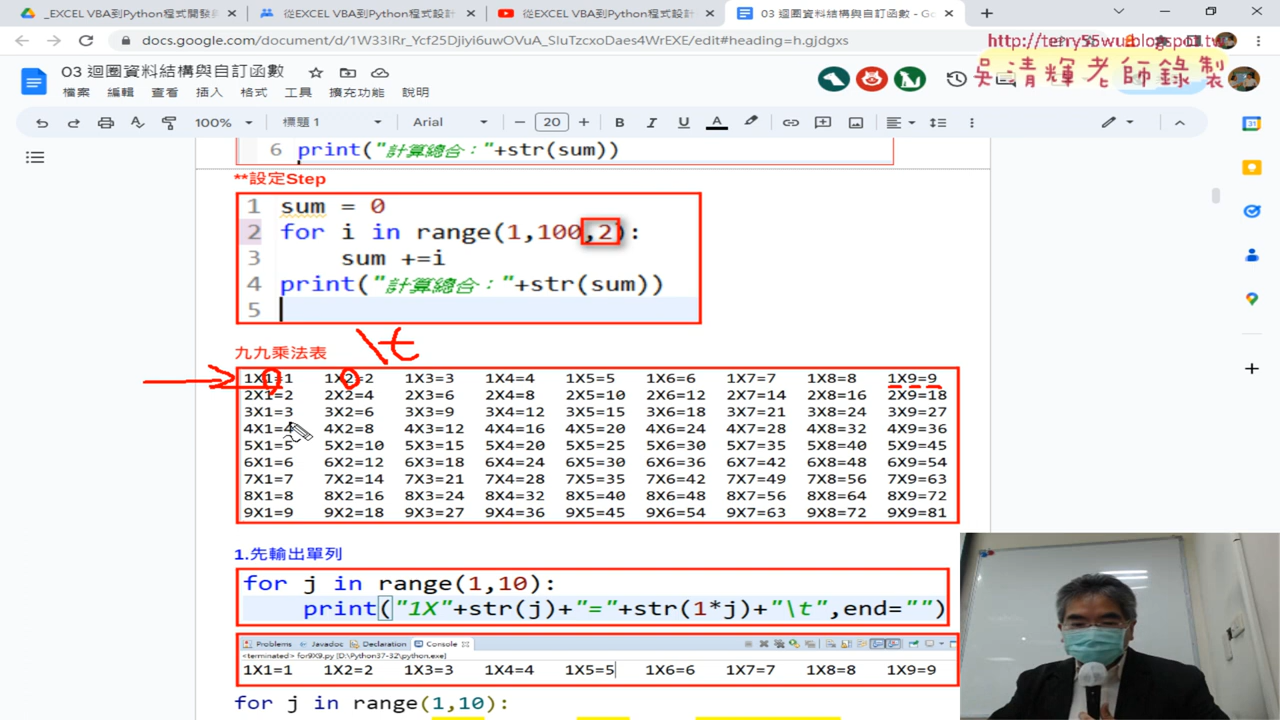 _EXCEL VBA到Python程式開發與
從EXCEL VBA到Python程式設計
從EXCEL VBA到Python程式設計
03 迴圈資料結構與自訂函數 - Go
docs.google.com/document/d/1W33IRr_Ycf25Djiyi6uwOVuA_SIuTzcxoDaes4WrEXE/edit#heading=h.gjdgxs
http://terry55wu.blogspot.tw
吳清輝老師錄製
03 迴圈資料結構與自訂函數
檔案 編輯 查看 插入 格式 工具 擴充功能 說明
100% 標題 1 Arial 20 B I U A
31
6 print("計算總合："+str(sum))
**設定Step
1 sum = 0
2 for i in range(1,100,2):
3 sum +=i
4 print("計算總合："+str(sum))
5
\t
九九乘法表
1X1=1 1X2=2 1X3=3 1X4=4 1X5=5 1X6=6 1X7=7 1X8=8 1X9=9
2X1=2 2X2=4 2X3=6 2X4=8 2X5=10 2X6=12 2X7=14 2X8=16 2X9=18
3X1=3 3X2=6 3X3=9 3X4=12 3X5=15 3X6=18 3X7=21 3X8=24 3X9=27
4X1=4 4X2=8 4X3=12 4X4=16 4X5=20 4X6=24 4X7=28 4X8=32 4X9=36
5X1=5 5X2=10 5X3=15 5X4=20 5X5=25 5X6=30 5X7=35 5X8=40 5X9=45
6X1=6 6X2=12 6X3=18 6X4=24 6X5=30 6X6=36 6X7=42 6X8=48 6X9=54
7X1=7 7X2=14 7X3=21 7X4=28 7X5=35 7X6=42 7X7=49 7X8=56 7X9=63
8X1=8 8X2=16 8X3=24 8X4=32 8X5=40 8X6=48 8X7=56 8X8=64 8X9=72
9X1=9 9X2=18 9X3=27 9X4=36 9X5=45 9X6=54 9X7=63 9X8=72 9X9=81
1.先輸出單列
for j in range(1,10):
print("1X"+str(j)+"="+str(1*j)+"\t",end="")
Problems Javadoc Declaration Console
<terminated> for9X9.py [D:\Python37-32\python.exe]
1X1=1 1X2=2 1X3=3 1X4=4 1X5=5 1X6=6 1X7=7 1X8=8 1X9=9
for j in range(1,10):